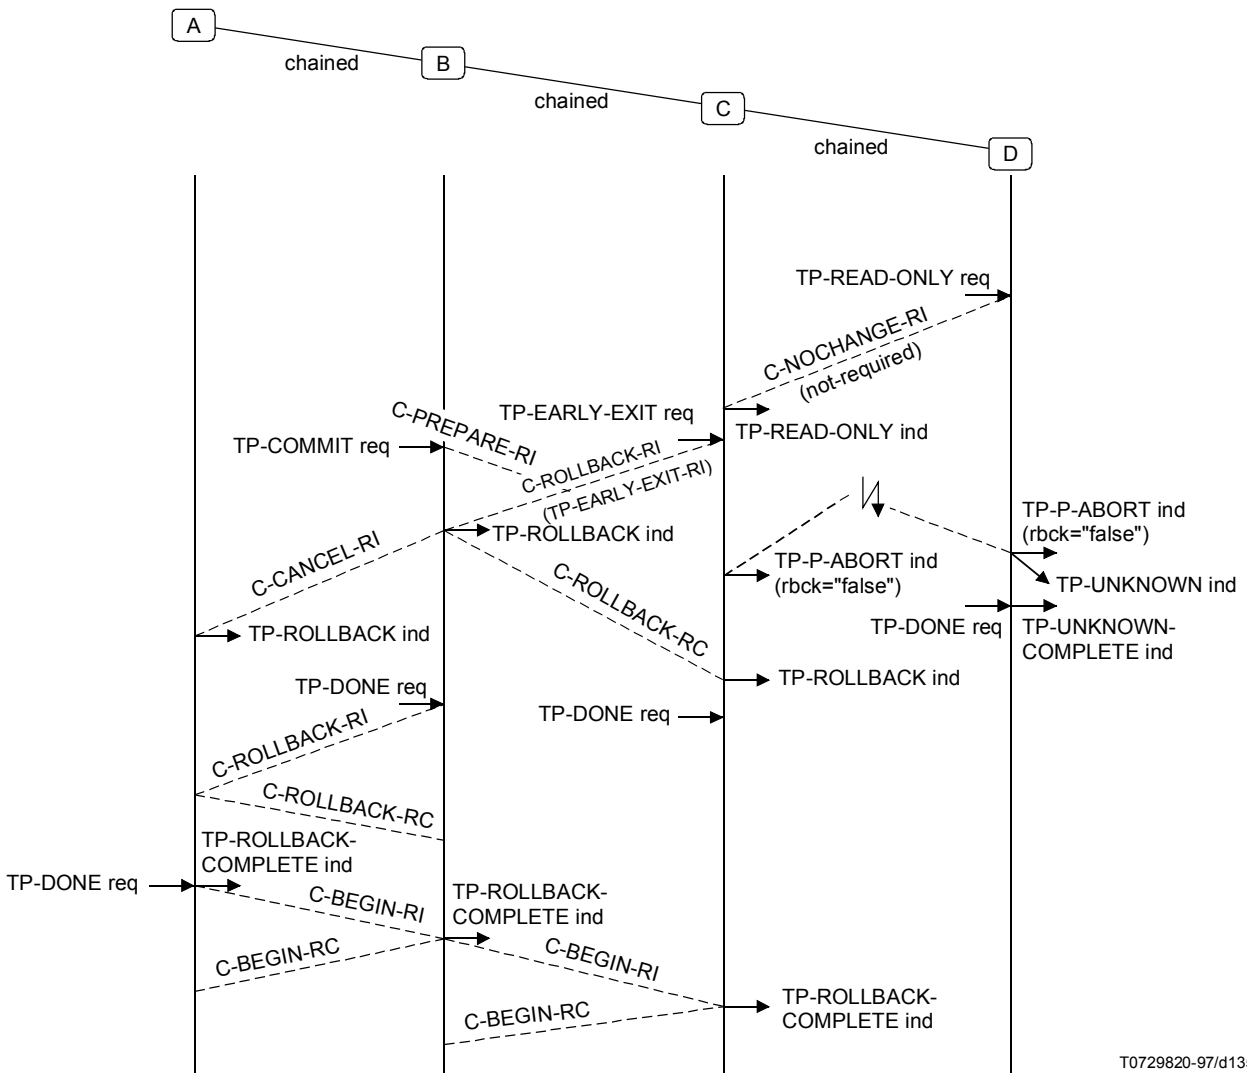 A
chained
B
chained
C
chained
D
TP-READ-ONLY req
C-NOCHANGE-RI
(not-required)
C-PREPARE-RI
TP-EARLY-EXIT req
TP-READ-ONLY ind
TP-COMMIT req
C-ROLLBACK-RI
(TP-EARLY-EXIT-RI)
TP-ROLLBACK ind
TP-P-ABORT ind
(rbck="false")
C-CANCEL-RI
TP-P-ABORT ind
(rbck="false")
C-ROLLBACK-RC
TP-UNKNOWN ind
TP-ROLLBACK ind
TP-DONE req
TP-UNKNOWN-
COMPLETE ind
TP-ROLLBACK ind
TP-DONE req
TP-DONE req
C-ROLLBACK-RI
C-ROLLBACK-RC
TP-ROLLBACK-
COMPLETE ind
TP-DONE req
C-BEGIN-RI
TP-ROLLBACK-
COMPLETE ind
C-BEGIN-RC
C-BEGIN-RI
TP-ROLLBACK-
COMPLETE ind
C-BEGIN-RC